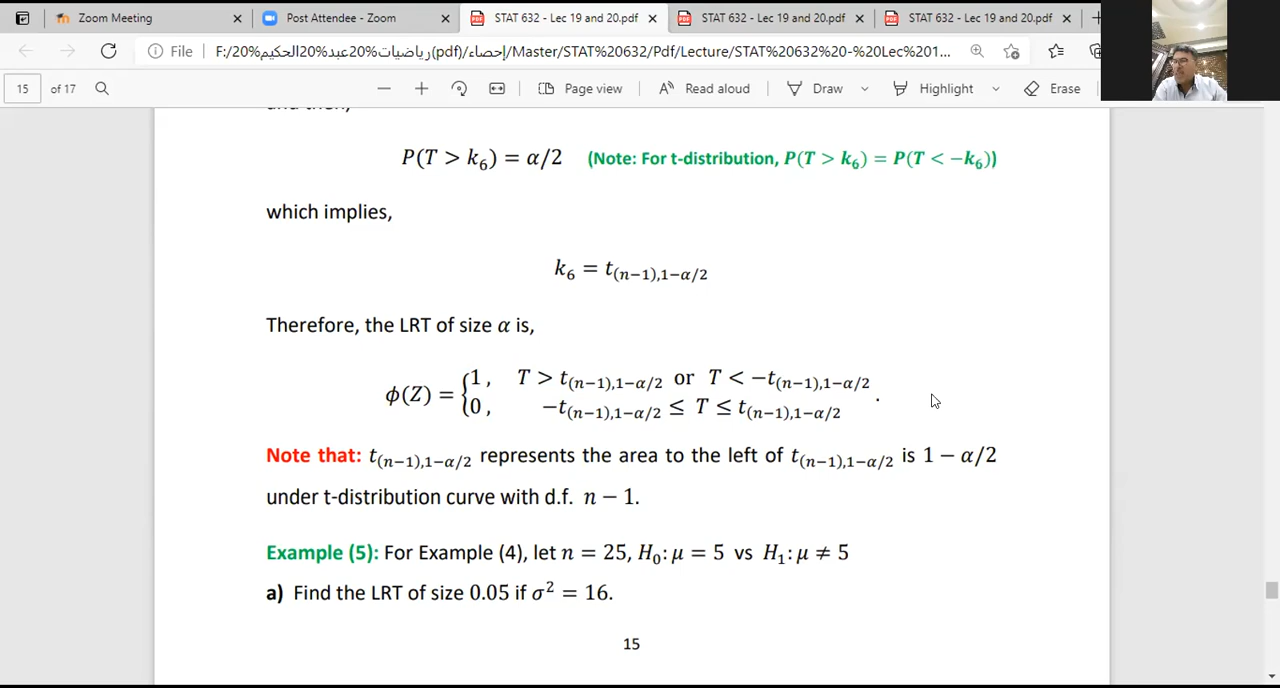 Zoom Meeting
Post Attendee - Zoom
STAT 632 - Lec 19 and 20.pdf
STAT 632 - Lec 19 and 20.pdf
STAT 632 - Lec 19 and 20.pdf
File
F:/رياضيات%20عبد%20الحكيم%20(pdf)/إحصاء/Master/STAT%20632/Pdf/Lecture/STAT%20632%20-%20Lec%201...
15 of 17
Page view
Read aloud
Draw
Highlight
Erase
P(T > k₆) = α/2 (Note: For t-distribution, P(T > k₆) = P(T < −k₆))
which implies,
k₆ = t₍ₙ₋₁₎,₁₋α/₂
Therefore, the LRT of size α is,
ϕ(Z) = {1, T > t₍ₙ₋₁₎,₁₋α/₂ or T < −t₍ₙ₋₁₎,₁₋α/₂
0, −t₍ₙ₋₁₎,₁₋α/₂ ≤ T ≤ t₍ₙ₋₁₎,₁₋α/₂ .
Note that: t₍ₙ₋₁₎,₁₋α/₂ represents the area to the left of t₍ₙ₋₁₎,₁₋α/₂ is 1 − α/2
under t-distribution curve with d.f. n − 1.
Example (5): For Example (4), let n = 25, H₀: μ = 5 vs H₁: μ ≠ 5
a) Find the LRT of size 0.05 if σ² = 16.
15